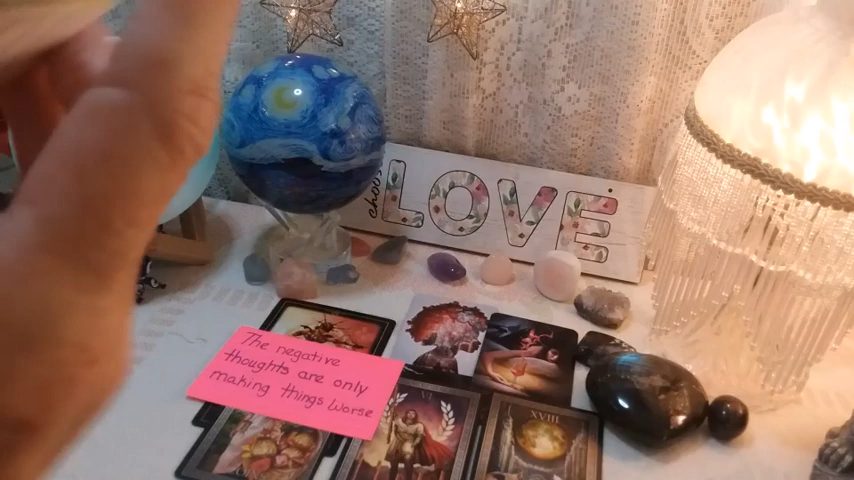 choose
LOVE
The negative
thoughts are only
making things worse
VI
XVIII